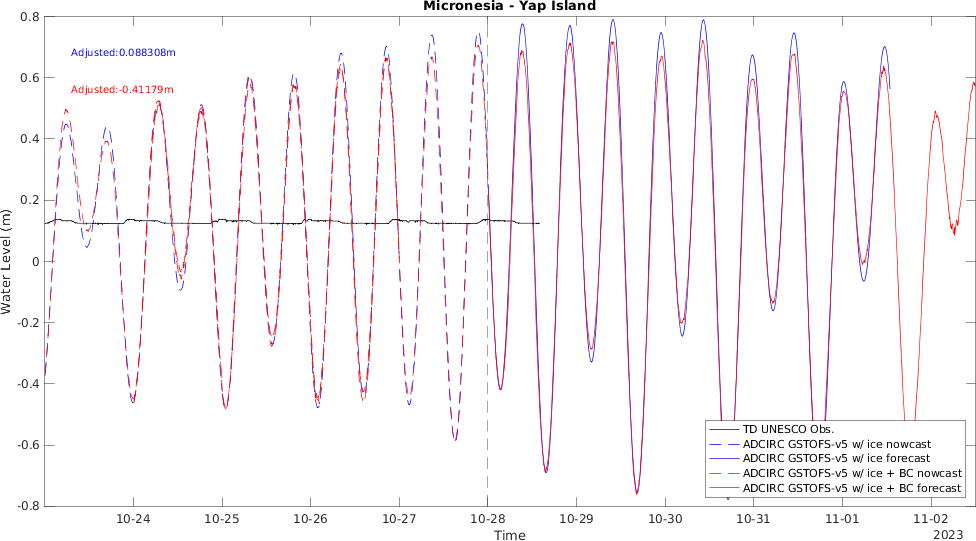 Micronesia - Yap Island
0.8
0.6
0.4
0.2
0
-0.2
-0.4
-0.6
-0.8
Water Level (m)
Adjusted:0.088308m
Adjusted:-0.41179m
TD UNESCO Obs.
ADCIRC GSTOFS-v5 w/ ice nowcast
ADCIRC GSTOFS-v5 w/ ice forecast
ADCIRC GSTOFS-v5 w/ ice + BC nowcast
ADCIRC GSTOFS-v5 w/ ice + BC forecast
10-24 10-25 10-26 10-27 10-28 10-29 10-30 10-31 11-01 11-02
Time
2023